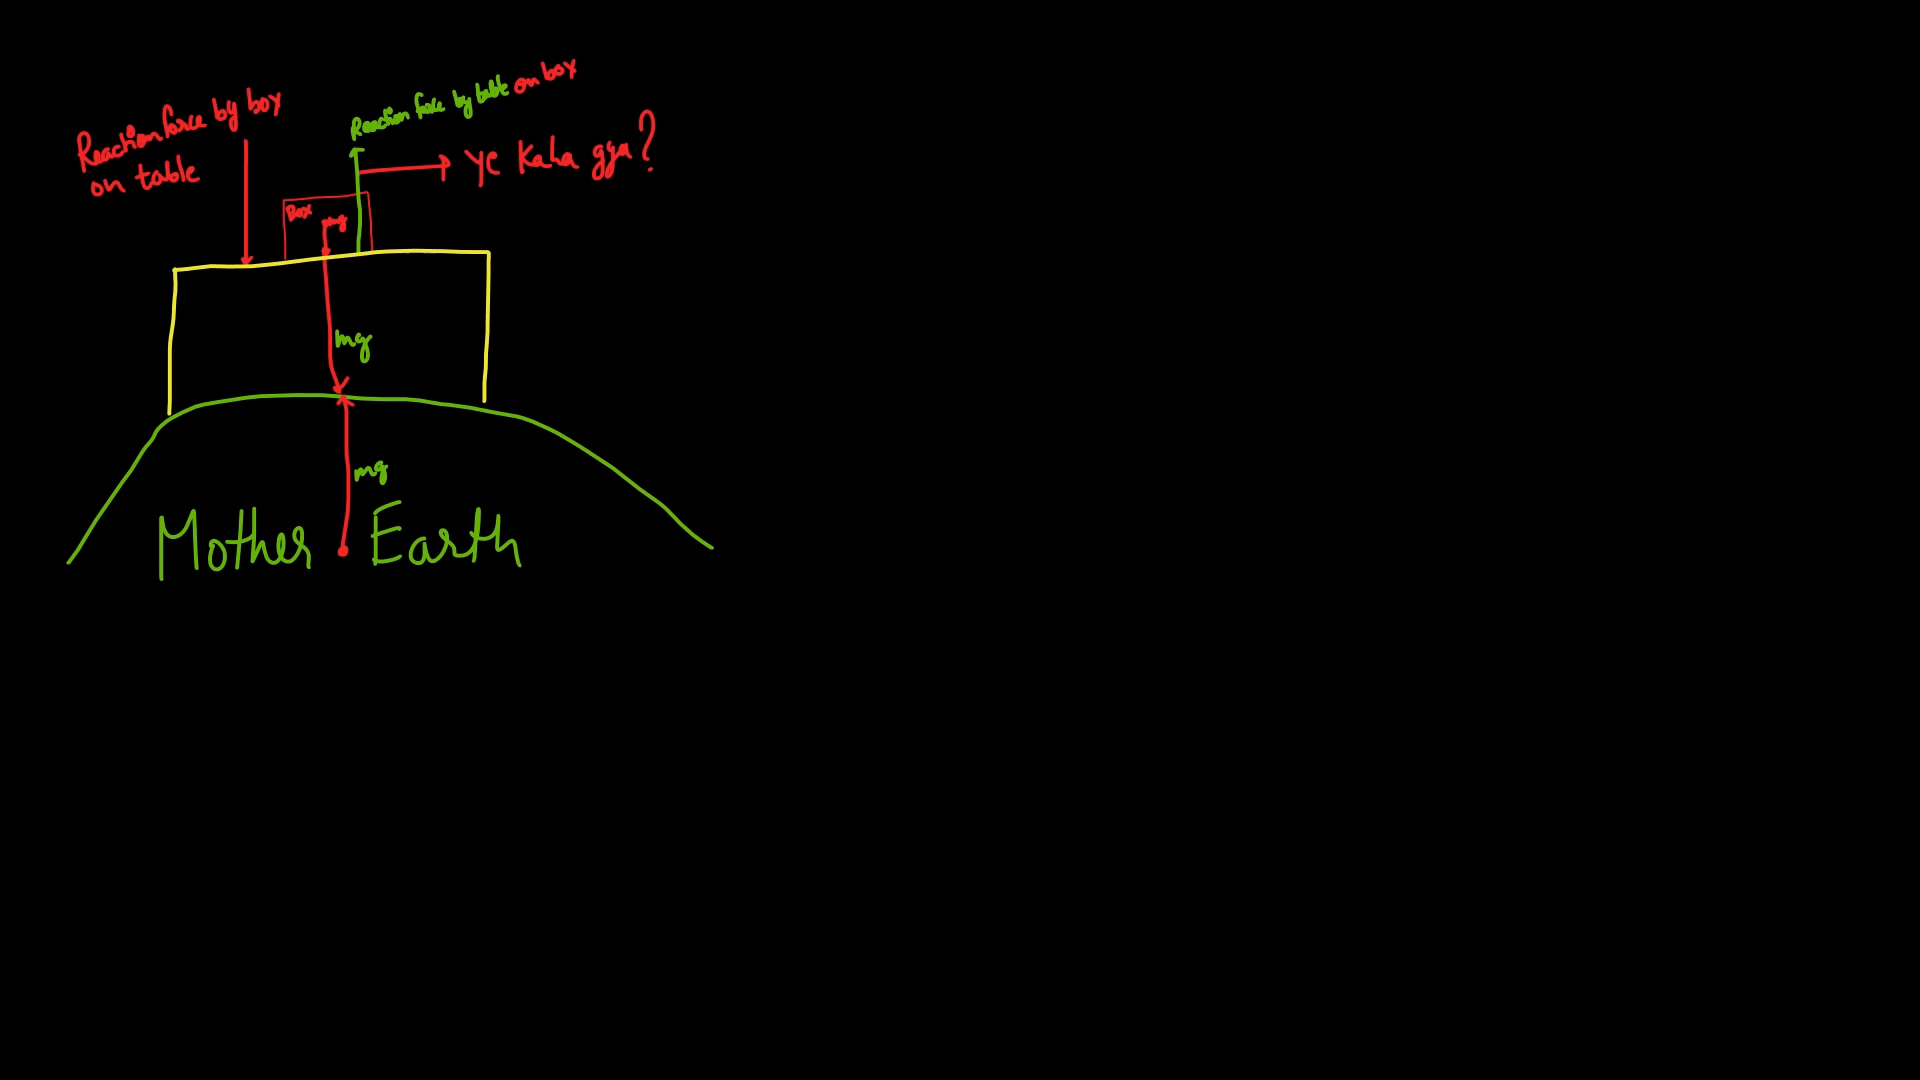 Reaction force by box
on table
Reaction force by table on box
Ye Kaha gya?
Box
mg
mg
mg
Mother Earth